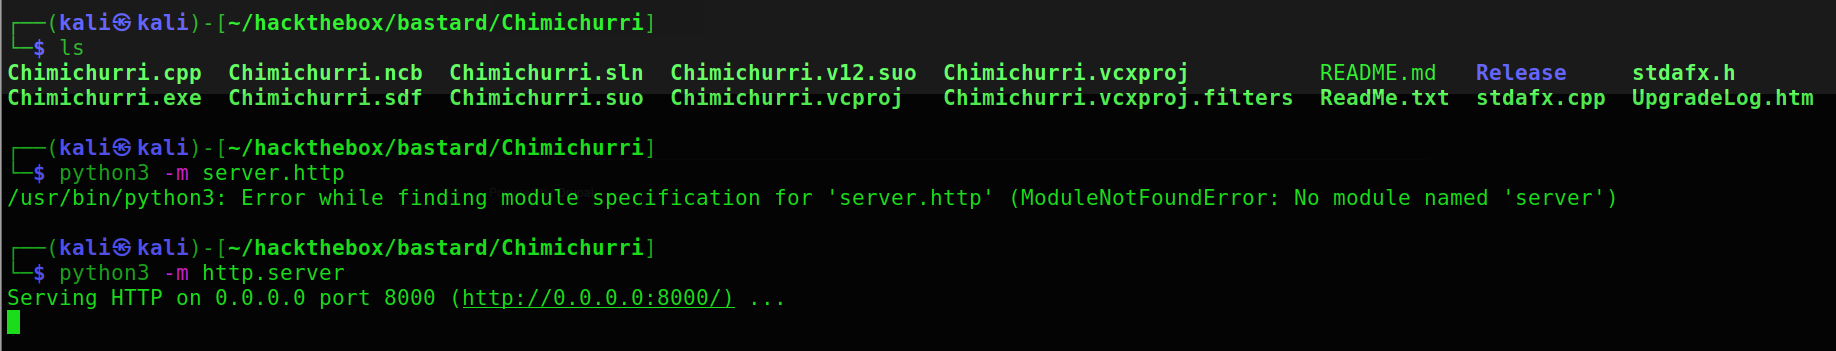 ┌──(kali㉿kali)-[~/hackthebox/bastard/Chimichurri]
└─$ ls
Chimichurri.cpp  Chimichurri.ncb  Chimichurri.sln  Chimichurri.v12.suo  Chimichurri.vcxproj          README.md   Release     stdafx.h
Chimichurri.exe  Chimichurri.sdf  Chimichurri.suo  Chimichurri.vcproj   Chimichurri.vcxproj.filters  ReadMe.txt  stdafx.cpp  UpgradeLog.htm
┌──(kali㉿kali)-[~/hackthebox/bastard/Chimichurri]
└─$ python3 -m server.http
/usr/bin/python3: Error while finding module specification for 'server.http' (ModuleNotFoundError: No module named 'server')
┌──(kali㉿kali)-[~/hackthebox/bastard/Chimichurri]
└─$ python3 -m http.server
Serving HTTP on 0.0.0.0 port 8000 (http://0.0.0.0:8000/) ...